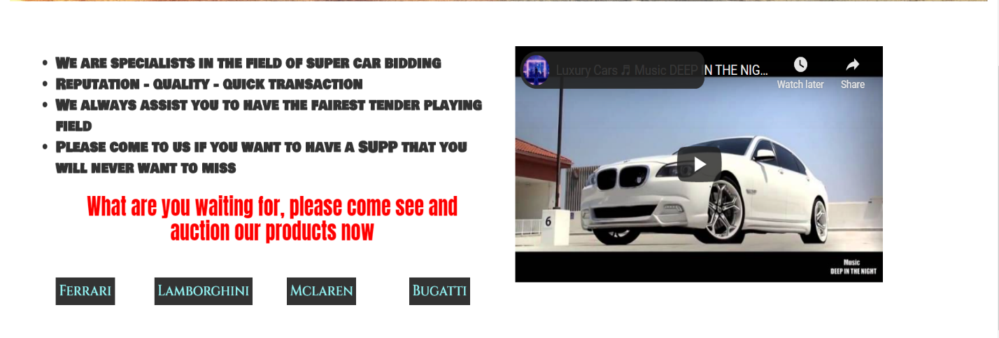 We are specialists in the field of super car bidding
Reputation - quality - quick transaction
We always assist you to have the fairest tender playing
field
Please come to us if you want to have a SUPP that you
will never want to miss
What are you waiting for, please come see and
auction our products now
Ferrari
Lamborghini
Mclaren
Bugatti
Luxury Cars ♬ Music DEEP IN THE NIG...
Watch later
Share
6
Music
DEEP IN THE NIGHT